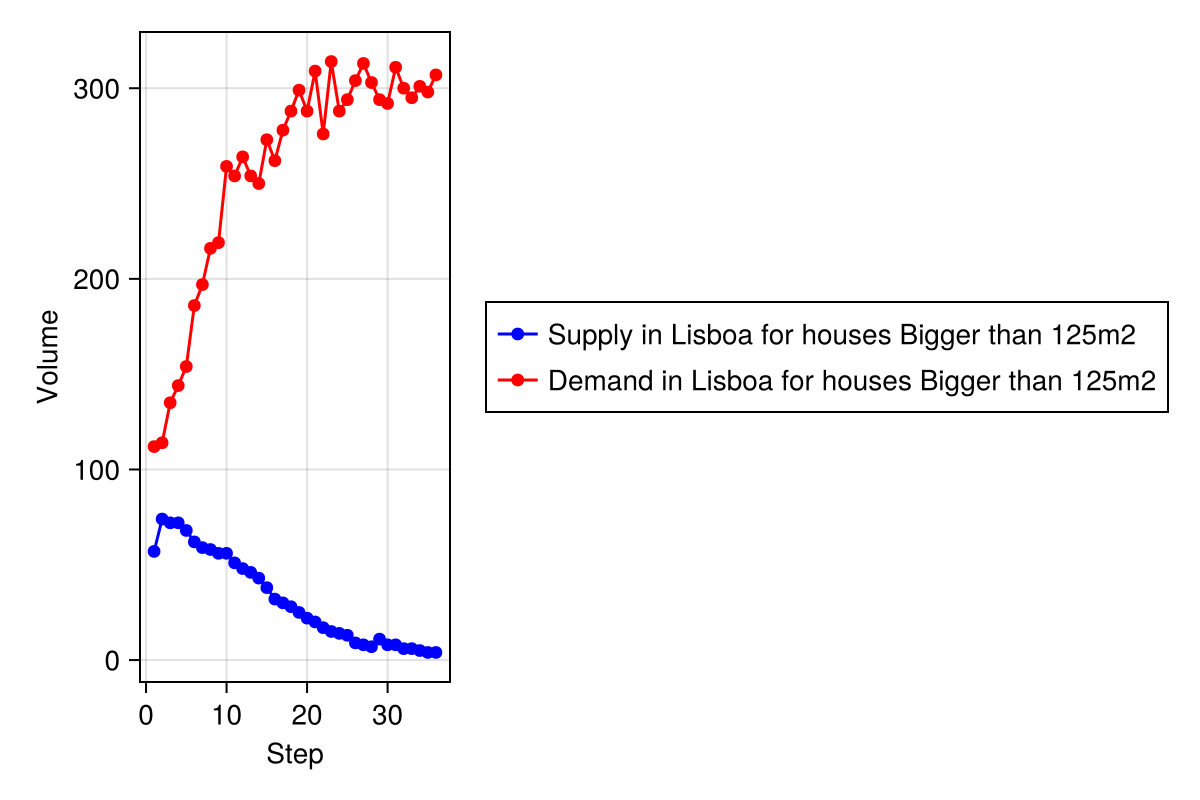 Volume
300
200
100
0
0 10 20 30
Step
Supply in Lisboa for houses Bigger than 125m2
Demand in Lisboa for houses Bigger than 125m2